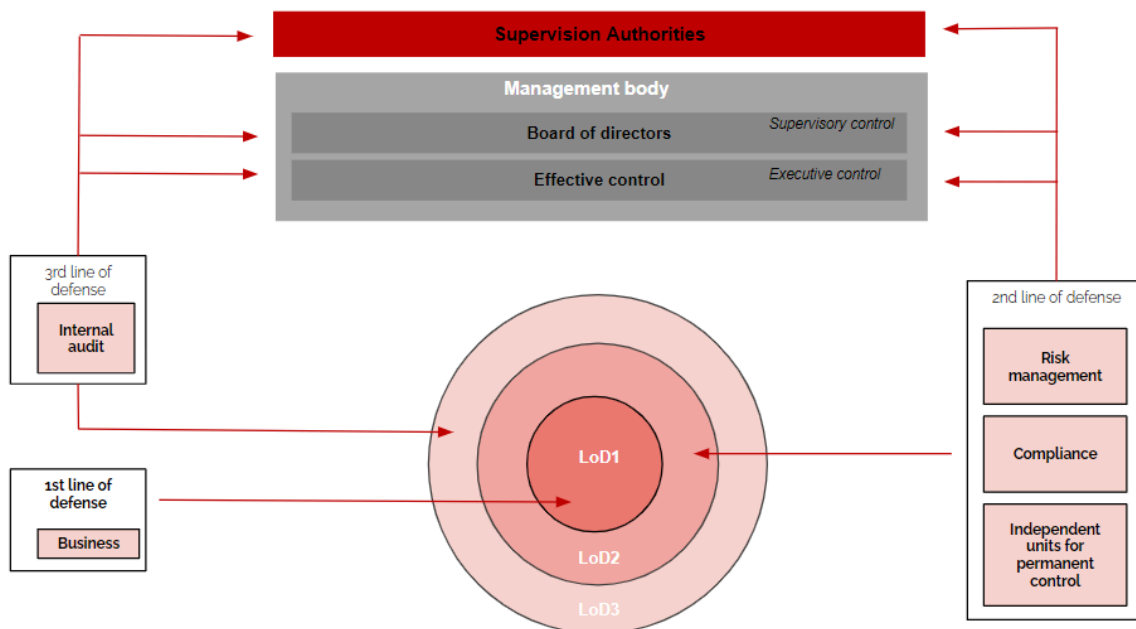 Supervision Authorities
Management body
Board of directors
Supervisory control
Effective control
Executive control
3rd line of
defense
Internal
audit
1st line of
defense
Business
LoD1
LoD2
LoD3
2nd line of defense
Risk
management
Compliance
Independent
units for
permanent
control